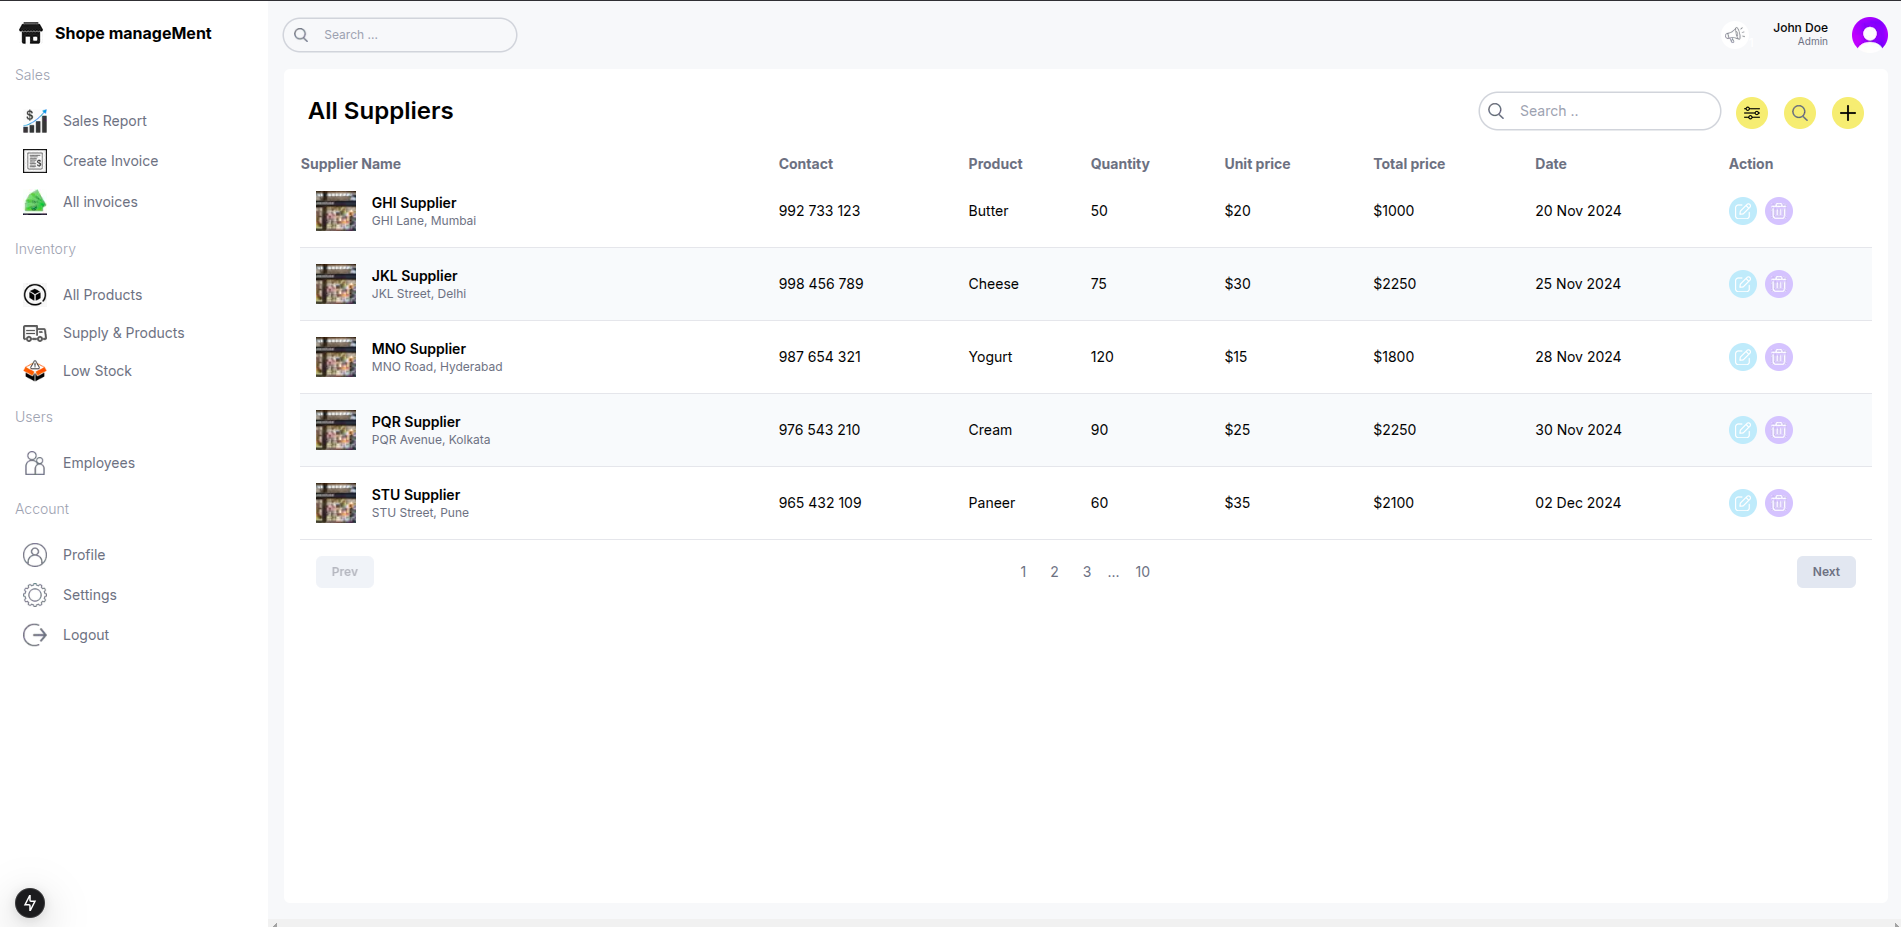 Shope manageMent
Search ...
John Doe
Admin
Sales
Sales Report
Create Invoice
All invoices
Inventory
All Products
Supply & Products
Low Stock
Users
Employees
Account
Profile
Settings
Logout
All Suppliers
Search ..
Supplier Name Contact Product Quantity Unit price Total price Date Action
GHI Supplier
GHI Lane, Mumbai
992 733 123 Butter 50 $20 $1000 20 Nov 2024
JKL Supplier
JKL Street, Delhi
998 456 789 Cheese 75 $30 $2250 25 Nov 2024
MNO Supplier
MNO Road, Hyderabad
987 654 321 Yogurt 120 $15 $1800 28 Nov 2024
PQR Supplier
PQR Avenue, Kolkata
976 543 210 Cream 90 $25 $2250 30 Nov 2024
STU Supplier
STU Street, Pune
965 432 109 Paneer 60 $35 $2100 02 Dec 2024
Prev 1 2 3 ... 10 Next